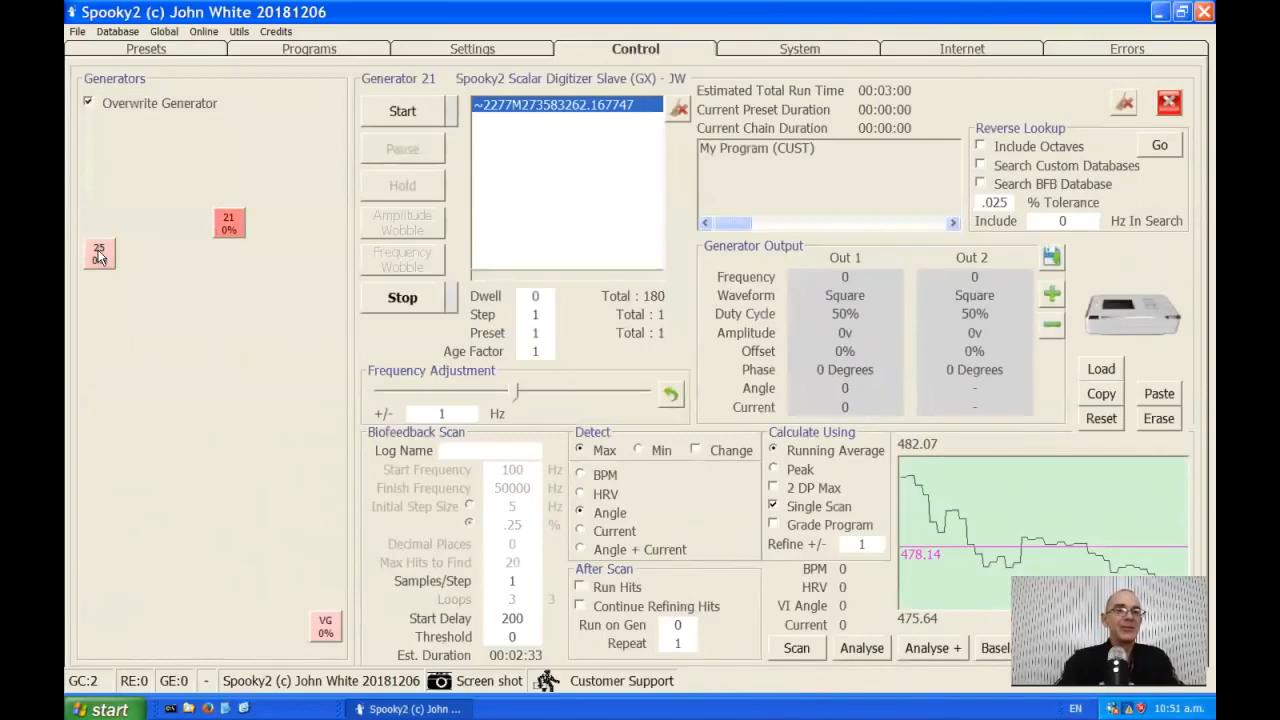 Spooky2 (c) John White 20181206
File Database Global Online Utils Credits
Presets Programs Settings Control System Internet Errors
Generators
Overwrite Generator
21
0%
25
VG
0%
Generator 21 Spooky2 Scalar Digitizer Slave (GX) - JW
Start
Pause
Hold
Amplitude
Wobble
Frequency
Wobble
Stop
~2277M273583262.167747
Dwell 0 Total : 180
Step 1 Total : 1
Preset 1 Total : 1
Age Factor 1
Estimated Total Run Time 00:03:00
Current Preset Duration 00:00:00
Current Chain Duration 00:00:00
My Program (CUST)
Reverse Lookup
Include Octaves Go
Search Custom Databases
Search BFB Database
.025 % Tolerance
Include 0 Hz In Search
Generator Output
Out 1 Out 2
Frequency 0 0
Waveform Square Square
Duty Cycle 50% 50%
Amplitude 0v 0v
Offset 0% 0%
Phase 0 Degrees 0 Degrees
Angle 0 -
Current 0 -
Load
Copy Paste
Reset Erase
Frequency Adjustment
+/- 1 Hz
Biofeedback Scan
Log Name
Start Frequency 100 Hz
Finish Frequency 50000 Hz
Initial Step Size 5 Hz
.25 %
Decimal Places 0
Max Hits to Find 20
Samples/Step 1
Loops 3 3
Start Delay 200
Threshold 0
Est. Duration 00:02:33
Detect
Max Min Change
BPM
HRV
Angle
Current
Angle + Current
After Scan
Run Hits
Continue Refining Hits
Run on Gen 0
Repeat 1
Calculate Using
Running Average
Peak
2 DP Max
Single Scan
Grade Program
Refine +/- 1
BPM 0
HRV 0
VI Angle 0
Current 0
482.07
478.14
475.64
Scan Analyse Analyse +
GC:2 RE:0 GE:0 - Spooky2 (c) John White 20181206 Screen shot Customer Support
start Spooky2 (c) John ... EN 10:51 a.m.